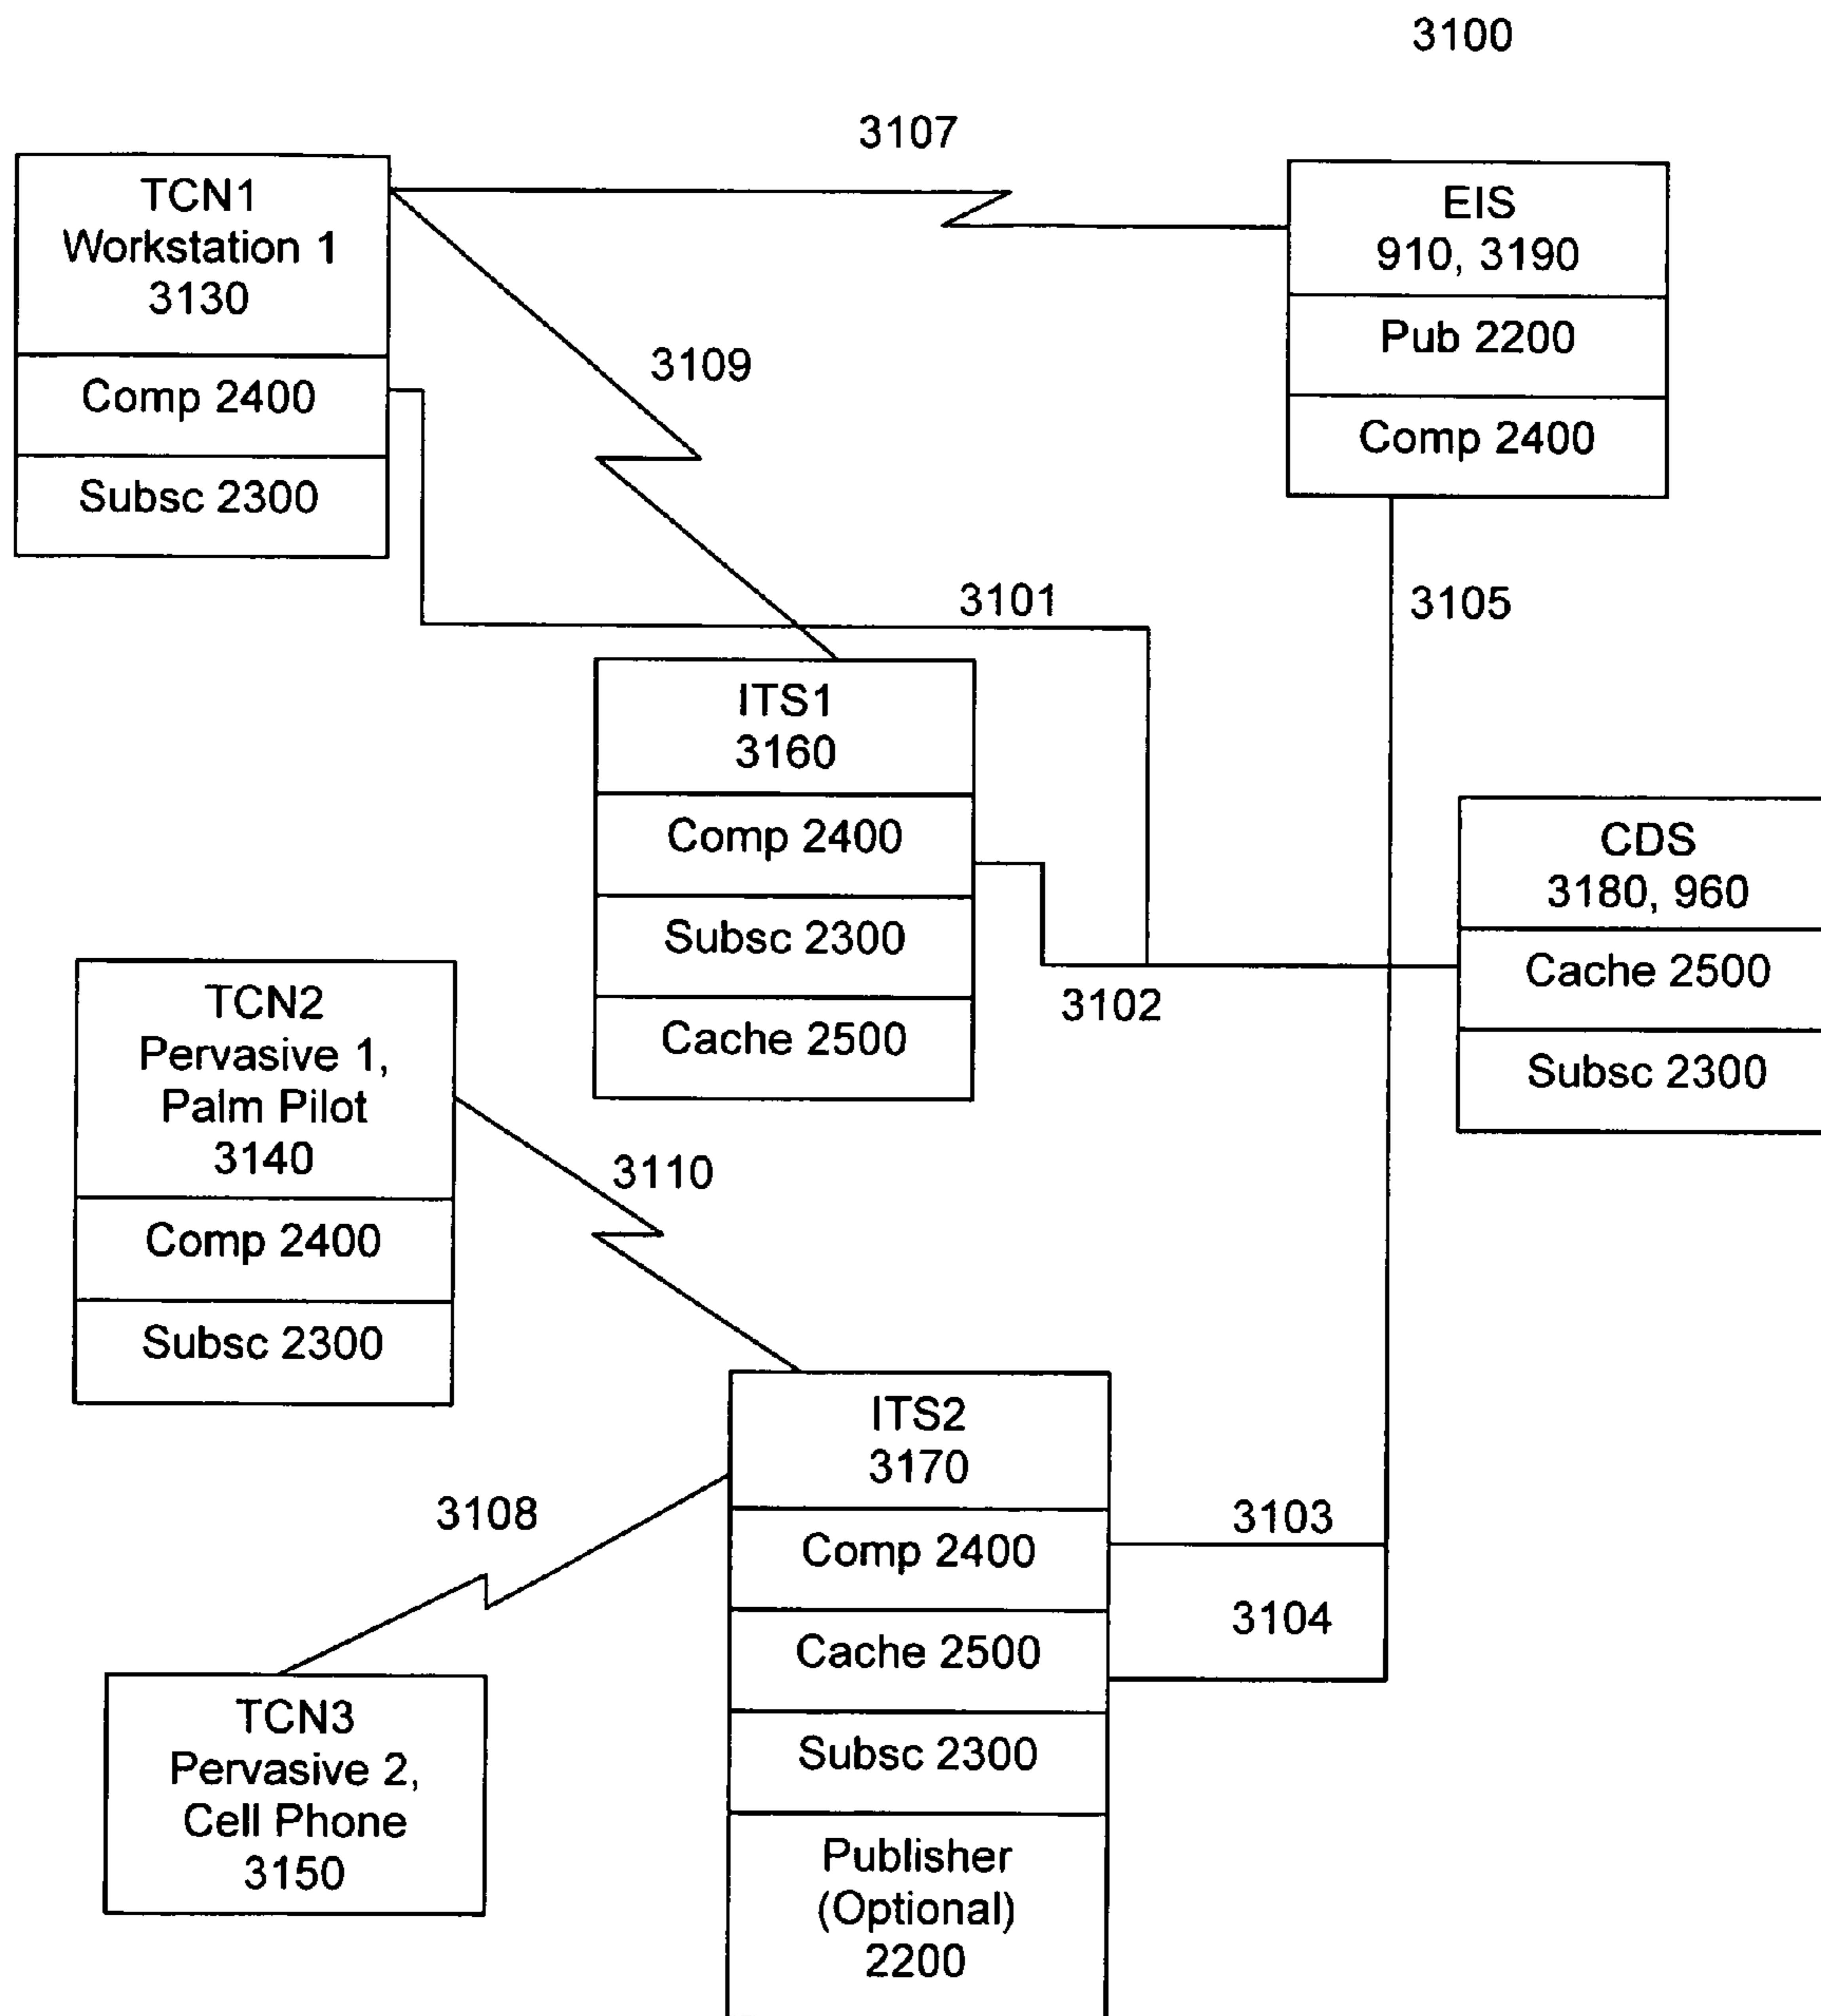 3100
3107
TCN1
Workstation 1
3130
Comp 2400
Subsc 2300
EIS
910, 3190
Pub 2200
Comp 2400
3109
3101
3105
ITS1
3160
Comp 2400
Subsc 2300
Cache 2500
CDS
3180, 960
Cache 2500
Subsc 2300
3102
TCN2
Pervasive 1,
Palm Pilot
3140
Comp 2400
Subsc 2300
3110
ITS2
3170
Comp 2400
Cache 2500
Subsc 2300
Publisher
(Optional)
2200
3103
3104
3108
TCN3
Pervasive 2,
Cell Phone
3150